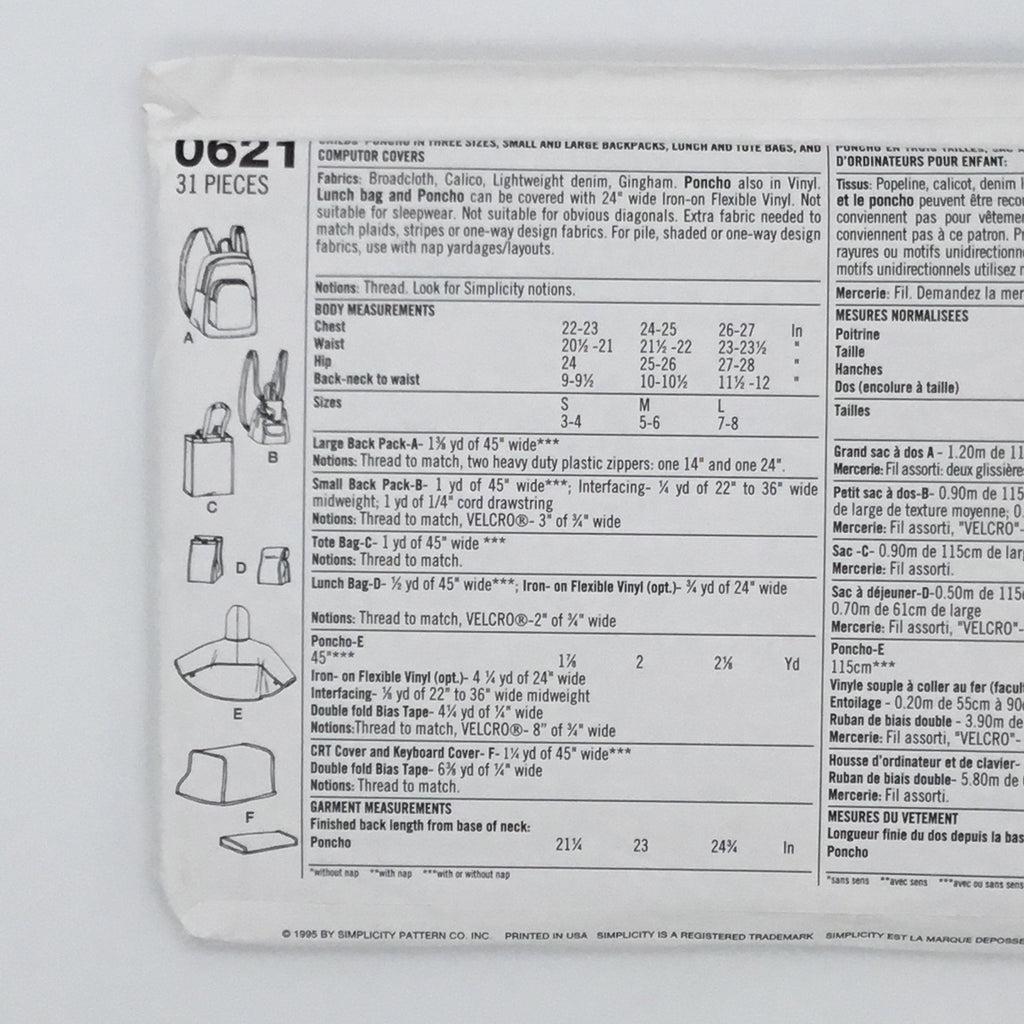 0621
31 PIECES
A
B
C
D
E
F
CHILDS' PONCHO IN THREE SIZES, SMALL AND LARGE BACKPACKS, LUNCH AND TOTE BAGS, AND
COMPUTOR COVERS
Fabrics: Broadcloth, Calico, Lightweight denim, Gingham. Poncho also in Vinyl.
Lunch bag and Poncho can be covered with 24" wide Iron-on Flexible Vinyl. Not
suitable for sleepwear. Not suitable for obvious diagonals. Extra fabric needed to
match plaids, stripes or one-way design fabrics. For pile, shaded or one-way design
fabrics, use with nap yardages/layouts.
Notions: Thread. Look for Simplicity notions.
BODY MEASUREMENTS
Chest 22-23 24-25 26-27 In
Waist 20½ -21 21½ -22 23-23½ "
Hip 24 25-26 27-28 "
Back-neck to waist 9-9½ 10-10½ 11½ -12 "
Sizes S M L
3-4 5-6 7-8
Large Back Pack-A- 1⅜ yd of 45" wide***
Notions: Thread to match, two heavy duty plastic zippers: one 14" and one 24".
Small Back Pack-B- 1 yd of 45" wide***; Interfacing- ¼ yd of 22" to 36" wide
midweight; 1 yd of 1/4" cord drawstring
Notions: Thread to match, VELCRO®- 3" of ¾" wide
Tote Bag-C- 1 yd of 45" wide ***
Notions: Thread to match.
Lunch Bag-D- ½ yd of 45" wide***; Iron- on Flexible Vinyl (opt.)- ¾ yd of 24" wide
Notions: Thread to match, VELCRO®-2" of ¾" wide
Poncho-E
45"*** 1⅞ 2 2⅛ Yd
Iron- on Flexible Vinyl (opt.)- 4 ¼ yd of 24" wide
Interfacing- ⅛ yd of 22" to 36" wide midweight
Double fold Bias Tape- 4¼ yd of ¼" wide
Notions:Thread to match, VELCRO®- 8" of ¾" wide
CRT Cover and Keyboard Cover- F- 1¼ yd of 45" wide***
Double fold Bias Tape- 6⅜ yd of ¼" wide
Notions: Thread to match.
GARMENT MEASUREMENTS
Finished back length from base of neck:
Poncho 21¼ 23 24¾ In
*without nap **with nap ***with or without nap
D'ORDINATEURS POUR ENFANT:
Tissus: Popeline, calicot, denim
et le poncho peuvent être
conviennent pas pour
conviennent pas à ce patron.
rayures ou motifs
motifs unidirectionnels utilisez
Mercerie: Fil. Demandez la
MESURES NORMALISEES
Poitrine
Taille
Hanches
Dos (encolure à taille)
Tailles
Grand sac à dos A - 1.20m de
Mercerie: Fil assorti: deux
Petit sac à dos-B- 0.90m de
de large de texture moyenne;
Mercerie: Fil assorti, "VELCRO"-
Sac -C- 0.90m de 115cm de
Mercerie: Fil assorti.
Sac à déjeuner-D-0.50m de
0.70m de 61cm de large
Mercerie: Fil assorti, "VELCRO"-
Poncho-E
115cm***
Vinyle souple à coller au fer
Entoilage - 0.20m de 55cm à
Ruban de biais double - 3.90m de
Mercerie: Fil assorti, "VELCRO"-
Housse d'ordinateur et de clavier-
Ruban de biais double- 5.80m de
Mercerie: Fil assorti.
MESURES DU VETEMENT
Longueur finie du dos depuis la
Poncho
*sans sens **avec sens ***avec ou sans sens
© 1995 BY SIMPLICITY PATTERN CO. INC. PRINTED IN USA SIMPLICITY IS A REGISTERED TRADEMARK SIMPLICITY EST LA MARQUE